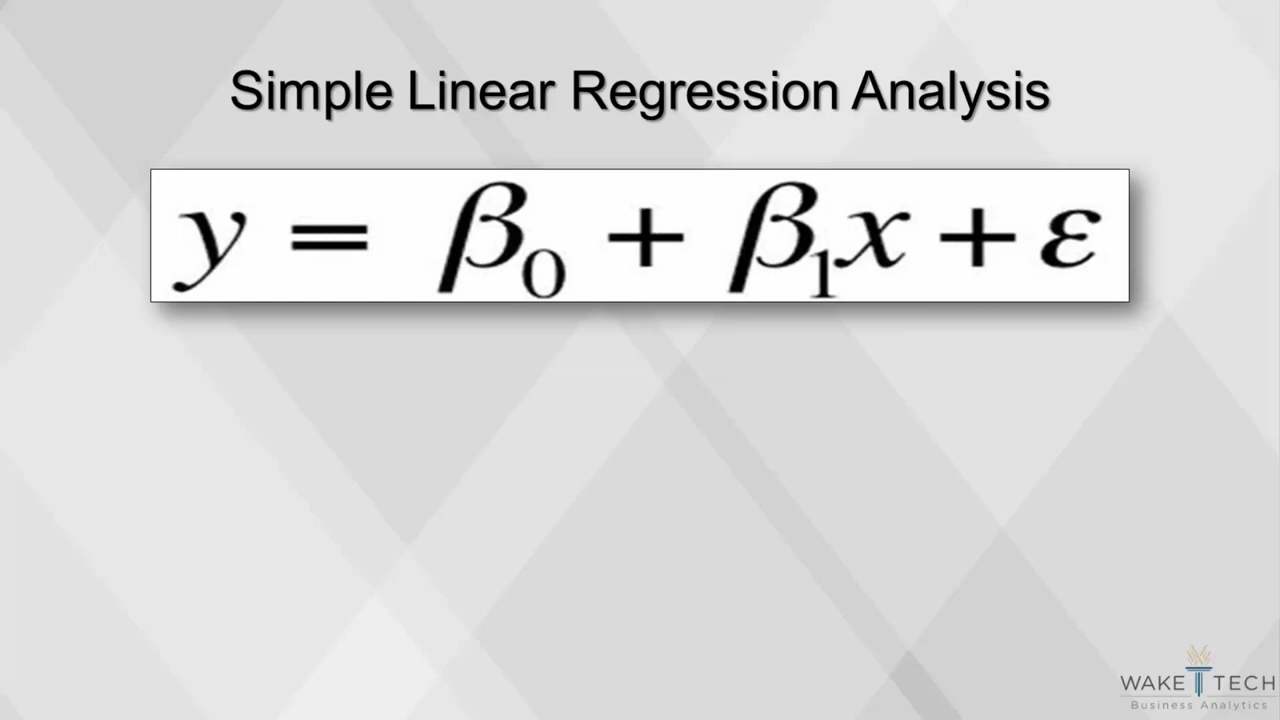 Simple Linear Regression Analysis
y = β₀ + β₁x + ε
WAKE TECH
Business Analytics